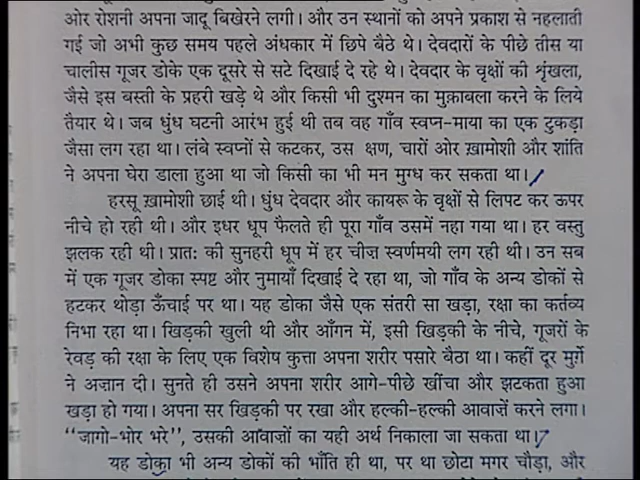 ओर रोशनी अपना जादू बिखेरने लगी। और उन स्थानों को अपने प्रकाश से नहलाती
गई जो अभी कुछ समय पहले अंधकार में छिपे बैठे थे। देवदारों के पीछे तीस या
चालीस गूजर डोके एक दूसरे से सटे दिखाई दे रहे थे। देवदार के वृक्षों की शृंखला,
जैसे इस बस्ती के प्रहरी खड़े थे और किसी भी दुश्मन का मुक़ाबला करने के लिये
तैयार थे। जब धुंध घटनी आरंभ हुई थी तब वह गाँव स्वप्न-माया का एक टुकड़ा
जैसा लग रहा था। लंबे स्वप्नों से कटकर, उस क्षण, चारों ओर ख़ामोशी और शांति
ने अपना घेरा डाला हुआ था जो किसी का भी मन मुग्ध कर सकता था।
हरसू ख़ामोशी छाई थी। धुंध देवदार और कायरू के वृक्षों से लिपट कर ऊपर
नीचे हो रही थी। और इधर धूप फैलते ही पूरा गाँव उसमें नहा गया था। हर वस्तु
झलक रही थी। प्रात: की सुनहरी धूप में हर चीज़ स्वर्णमयी लग रही थी। उन सब
में एक गूजर डोका स्पष्ट और नुमायाँ दिखाई दे रहा था, जो गाँव के अन्य डोकों से
हटकर थोड़ा ऊँचाई पर था। यह डोका जैसे एक संतरी सा खड़ा, रक्षा का कर्तव्य
निभा रहा था। खिड़की खुली थी और आँगन में, इसी खिड़की के नीचे, गूजरों के
रेवड़ की रक्षा के लिए एक विशेष कुत्ता अपना शरीर पसारे बैठा था। कहीं दूर मुर्ग़े
ने अज़ान दी। सुनते ही उसने अपना शरीर आगे-पीछे खींचा और झटकता हुआ
खड़ा हो गया। अपना सर खिड़की पर रखा और हल्की-हल्की आवाज़ें करने लगा।
“जागो-भोर भरे”, उसकी आवाज़ों का यही अर्थ निकाला जा सकता था।
यह डोका भी अन्य डोकों की भाँति ही था, पर था छोटा मगर चौड़ा, और